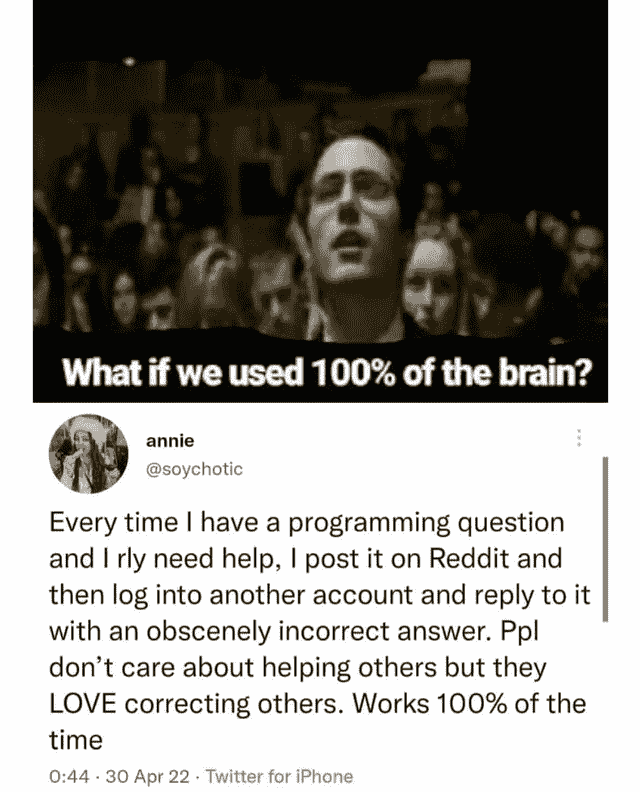 What if we used 100% of the brain?
annie
@soychotic
Every time I have a programming question
and I rly need help, I post it on Reddit and
then log into another account and reply to it
with an obscenely incorrect answer. Ppl
don’t care about helping others but they
LOVE correcting others. Works 100% of the
time
0:44 · 30 Apr 22 · Twitter for iPhone